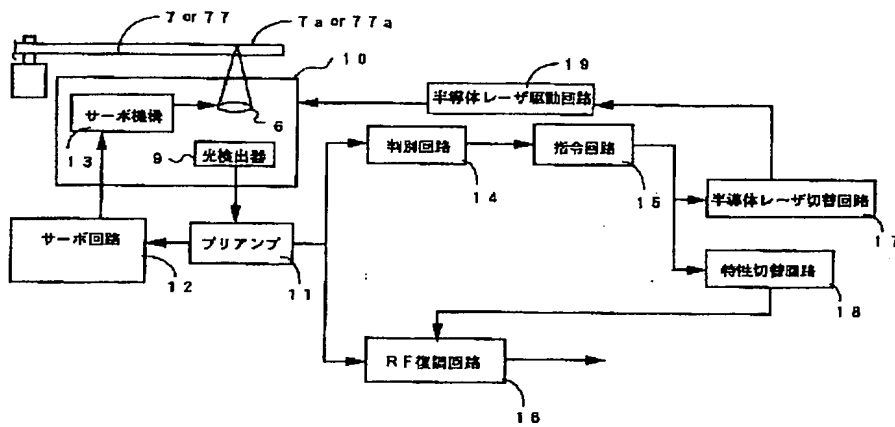 7 or 77
7a or 77a
10
19
半導体レーザ駆動回路
サーボ機構
6
13
9
光検出器
判別回路
指令回路
14
15
半導体レーザ切替回路
17
サーボ回路
プリアンプ
12
11
特性切替回路
18
RF復調回路
16